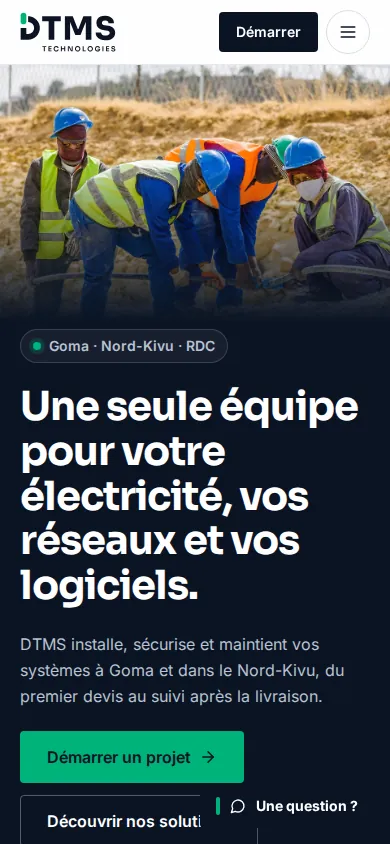 DTMS
TECHNOLOGIES
Démarrer
Goma · Nord-Kivu · RDC
Une seule équipe
pour votre
électricité, vos
réseaux et vos
logiciels.
DTMS installe, sécurise et maintient vos
systèmes à Goma et dans le Nord-Kivu, du
premier devis au suivi après la livraison.
Démarrer un projet
Une question ?
Découvrir nos